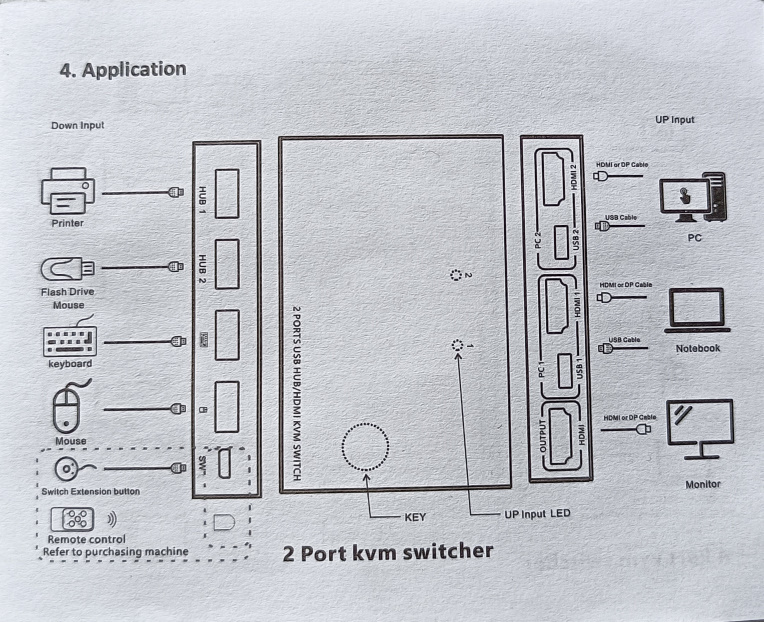 4. Application
Down Input
UP Input
Printer
Flash Drive
Mouse
keyboard
Mouse
Switch Extension button
Remote control
Refer to purchasing machine
HUB 1
HUB 2
SW
2 PORTS USB HUB/HDMI KVM SWITCH
2
1
KEY
UP Input LED
PC 2
HDMI 2
USB 2
PC 1
HDMI 1
USB 1
OUTPUT
HDMI
HDMI or DP Cable
USB Cable
PC
HDMI or DP Cable
USB Cable
Notebook
HDMI or DP Cable
Monitor
2 Port kvm switcher